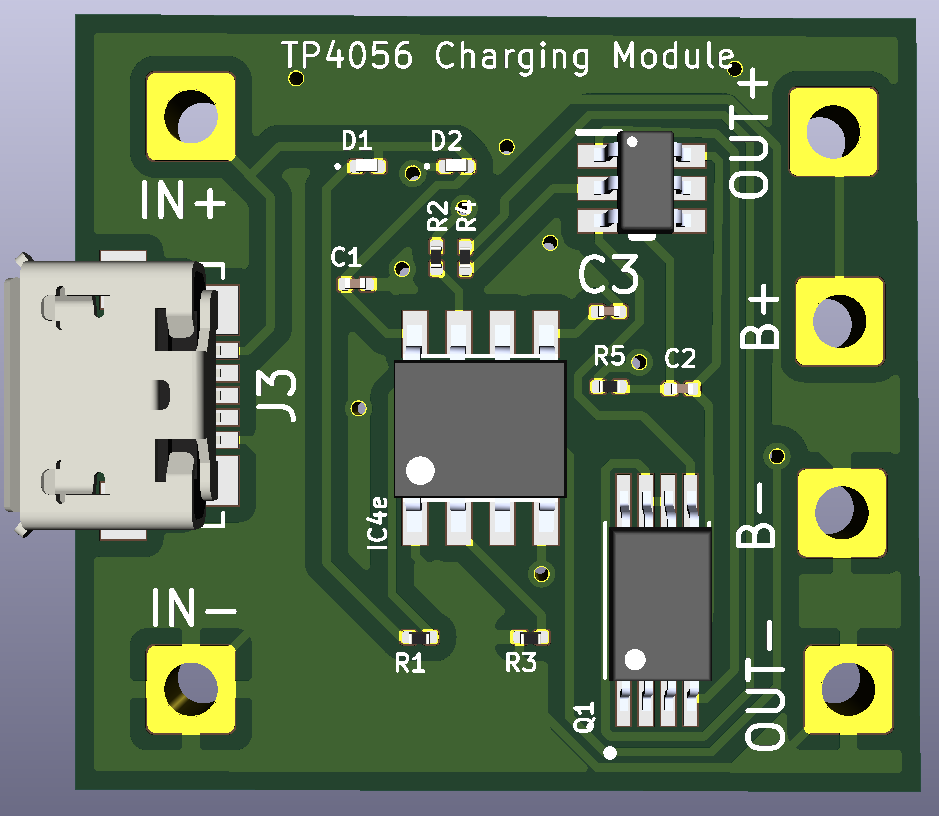 TP4056 Charging Module
OUT+
D1
D2
IN+
R2
R4
C1
C3
B+
R5
C2
J3
IC4e
B-
IN-
R1
R3
OUT-
Q1